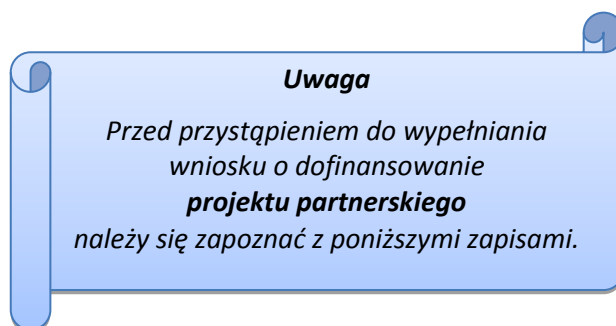 Uwaga
Przed przystąpieniem do wypełniania
wniosku o dofinansowanie
projektu partnerskiego
należy się zapoznać z poniższymi zapisami.